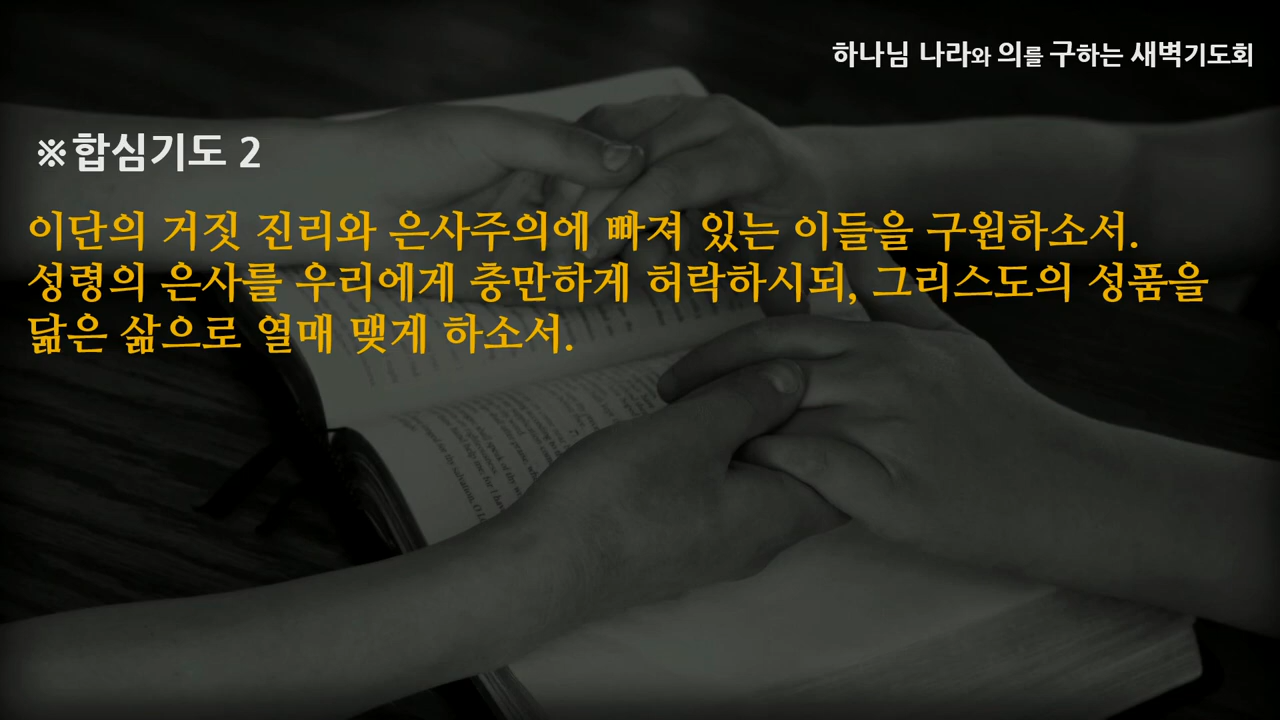 하나님 나라와 의를 구하는 새벽기도회
※합심기도 2
이단의 거짓 진리와 은사주의에 빠져 있는 이들을 구원하소서.
성령의 은사를 우리에게 충만하게 허락하시되, 그리스도의 성품을
닮은 삶으로 열매 맺게 하소서.